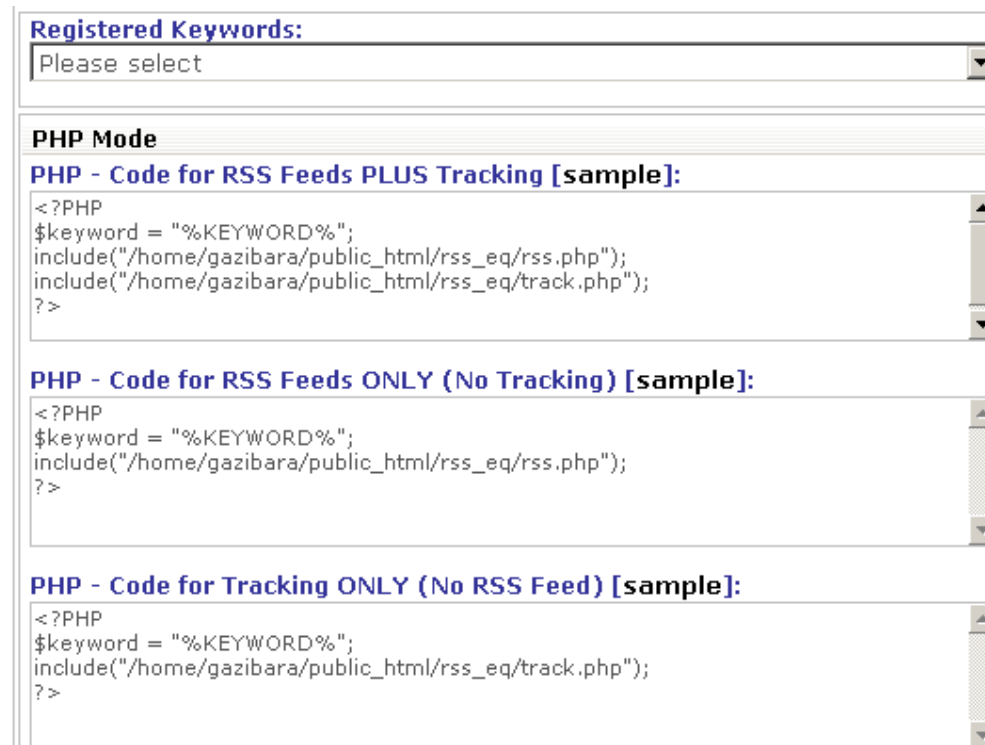 Registered Keywords:
Please select
PHP Mode
PHP - Code for RSS Feeds PLUS Tracking [sample]:
<?PHP
$keyword = "%KEYWORD%";
include("/home/gazibara/public_html/rss_eq/rss.php");
include("/home/gazibara/public_html/rss_eq/track.php");
?>
PHP - Code for RSS Feeds ONLY (No Tracking) [sample]:
<?PHP
$keyword = "%KEYWORD%";
include("/home/gazibara/public_html/rss_eq/rss.php");
?>
PHP - Code for Tracking ONLY (No RSS Feed) [sample]:
<?PHP
$keyword = "%KEYWORD%";
include("/home/gazibara/public_html/rss_eq/track.php");
?>